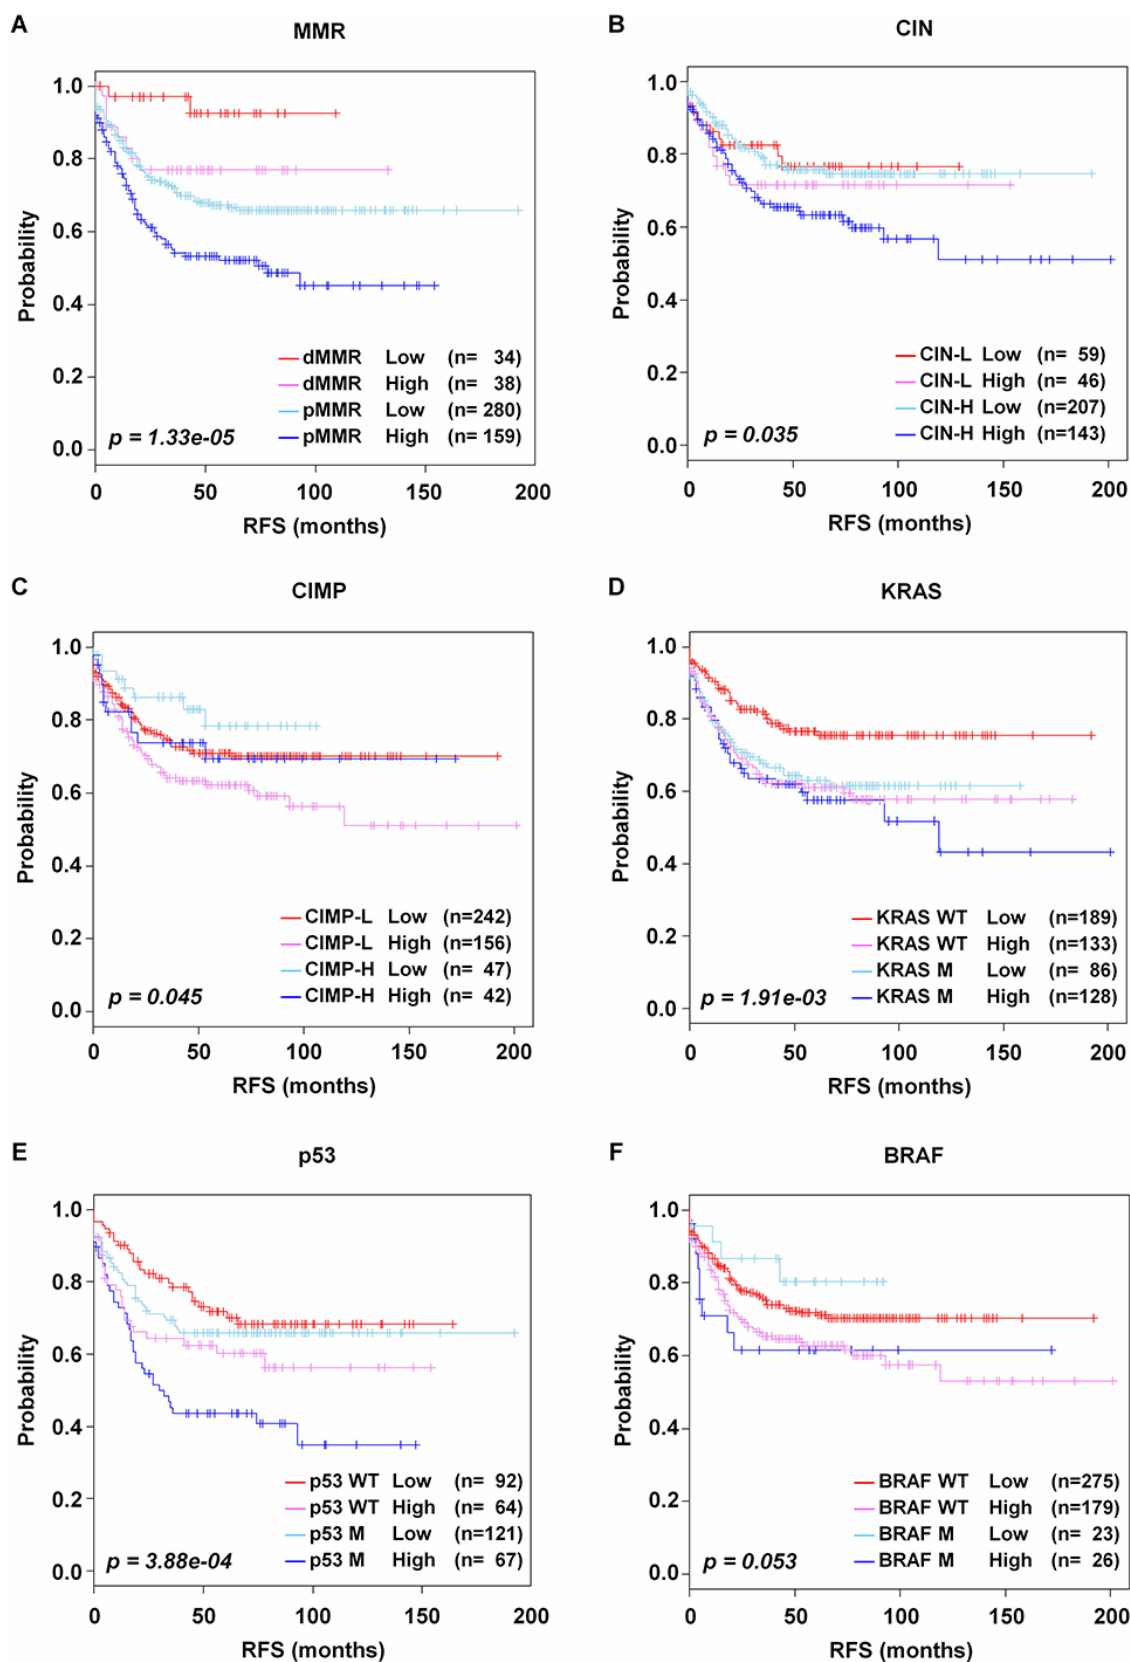 A
MMR
Probability
1.0
0.8
0.6
0.4
0.2
0.0
dMMR Low (n= 34)
dMMR High (n= 38)
pMMR Low (n= 280)
pMMR High (n= 159)
p = 1.33e-05
0 50 100 150 200
RFS (months)
B
CIN
Probability
1.0
0.8
0.6
0.4
0.2
0.0
CIN-L Low (n= 59)
CIN-L High (n= 46)
CIN-H Low (n=207)
CIN-H High (n=143)
p = 0.035
0 50 100 150 200
RFS (months)
C
CIMP
Probability
1.0
0.8
0.6
0.4
0.2
0.0
CIMP-L Low (n=242)
CIMP-L High (n=156)
CIMP-H Low (n= 47)
CIMP-H High (n= 42)
p = 0.045
0 50 100 150 200
RFS (months)
D
KRAS
Probability
1.0
0.8
0.6
0.4
0.2
0.0
KRAS WT Low (n=189)
KRAS WT High (n=133)
KRAS M Low (n= 86)
KRAS M High (n=128)
p = 1.91e-03
0 50 100 150 200
RFS (months)
E
p53
Probability
1.0
0.8
0.6
0.4
0.2
0.0
p53 WT Low (n= 92)
p53 WT High (n= 64)
p53 M Low (n=121)
p53 M High (n= 67)
p = 3.88e-04
0 50 100 150 200
RFS (months)
F
BRAF
Probability
1.0
0.8
0.6
0.4
0.2
0.0
BRAF WT Low (n=275)
BRAF WT High (n=179)
BRAF M Low (n= 23)
BRAF M High (n= 26)
p = 0.053
0 50 100 150 200
RFS (months)